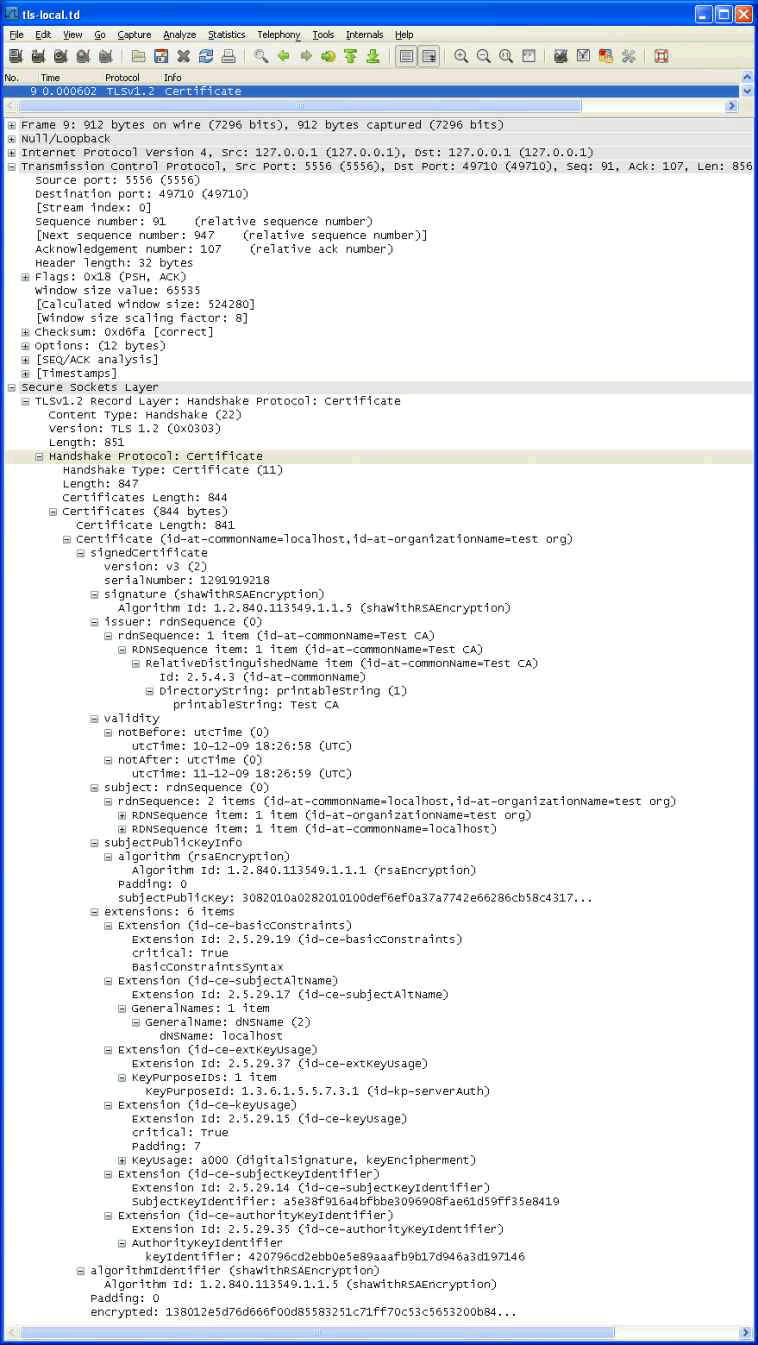 tls-local.td
File Edit View Go Capture Analyze Statistics Telephony Tools Internals Help
No. Time Protocol Info
9 0.000602 TLSv1.2 Certificate
Frame 9: 912 bytes on wire (7296 bits), 912 bytes captured (7296 bits)
Null/Loopback
Internet Protocol Version 4, Src: 127.0.0.1 (127.0.0.1), Dst: 127.0.0.1 (127.0.0.1)
Transmission Control Protocol, Src Port: 5556 (5556), Dst Port: 49710 (49710), Seq: 91, Ack: 107, Len: 856
Source port: 5556 (5556)
Destination port: 49710 (49710)
[Stream index: 0]
Sequence number: 91 (relative sequence number)
[Next sequence number: 947 (relative sequence number)]
Acknowledgement number: 107 (relative ack number)
Header length: 32 bytes
Flags: 0x18 (PSH, ACK)
Window size value: 65535
[Calculated window size: 524280]
[Window size scaling factor: 8]
Checksum: 0xd6fa [correct]
Options: (12 bytes)
[SEQ/ACK analysis]
[Timestamps]
Secure Sockets Layer
TLSv1.2 Record Layer: Handshake Protocol: Certificate
Content Type: Handshake (22)
Version: TLS 1.2 (0x0303)
Length: 851
Handshake Protocol: Certificate
Handshake Type: Certificate (11)
Length: 847
Certificates Length: 844
Certificates (844 bytes)
Certificate Length: 841
Certificate (id-at-commonName=localhost,id-at-organizationName=test org)
signedCertificate
version: v3 (2)
serialNumber: 1291919218
signature (shaWithRSAEncryption)
Algorithm Id: 1.2.840.113549.1.1.5 (shaWithRSAEncryption)
issuer: rdnSequence (0)
rdnSequence: 1 item (id-at-commonName=Test CA)
RDNSequence item: 1 item (id-at-commonName=Test CA)
RelativeDistinguishedName item (id-at-commonName=Test CA)
Id: 2.5.4.3 (id-at-commonName)
DirectoryString: printableString (1)
printableString: Test CA
validity
notBefore: utcTime (0)
utcTime: 10-12-09 18:26:58 (UTC)
notAfter: utcTime (0)
utcTime: 11-12-09 18:26:59 (UTC)
subject: rdnSequence (0)
rdnSequence: 2 items (id-at-commonName=localhost,id-at-organizationName=test org)
RDNSequence item: 1 item (id-at-organizationName=test org)
RDNSequence item: 1 item (id-at-commonName=localhost)
subjectPublicKeyInfo
algorithm (rsaEncryption)
Algorithm Id: 1.2.840.113549.1.1.1 (rsaEncryption)
Padding: 0
subjectPublicKey: 3082010a0282010100def6ef0a37a7742e66286cb58c4317...
extensions: 6 items
Extension (id-ce-basicConstraints)
Extension Id: 2.5.29.19 (id-ce-basicConstraints)
critical: True
BasicConstraintsSyntax
Extension (id-ce-subjectAltName)
Extension Id: 2.5.29.17 (id-ce-subjectAltName)
GeneralNames: 1 item
GeneralName: dNSName (2)
dNSName: localhost
Extension (id-ce-extKeyUsage)
Extension Id: 2.5.29.37 (id-ce-extKeyUsage)
KeyPurposeIDs: 1 item
KeyPurposeId: 1.3.6.1.5.5.7.3.1 (id-kp-serverAuth)
Extension (id-ce-keyUsage)
Extension Id: 2.5.29.15 (id-ce-keyUsage)
critical: True
Padding: 7
KeyUsage: a000 (digitalSignature, keyEncipherment)
Extension (id-ce-subjectKeyIdentifier)
Extension Id: 2.5.29.14 (id-ce-subjectKeyIdentifier)
SubjectKeyIdentifier: a5e38f916a4bfbbe3096908fae61d59ff35e8419
Extension (id-ce-authorityKeyIdentifier)
Extension Id: 2.5.29.35 (id-ce-authorityKeyIdentifier)
AuthorityKeyIdentifier
keyIdentifier: 420796cd2ebb0e5e89aaafb9b17d946a3d197146
algorithmIdentifier (shaWithRSAEncryption)
Algorithm Id: 1.2.840.113549.1.1.5 (shaWithRSAEncryption)
Padding: 0
encrypted: 138012e5d76d666f00d85583251c71ff70c53c5653200b84...